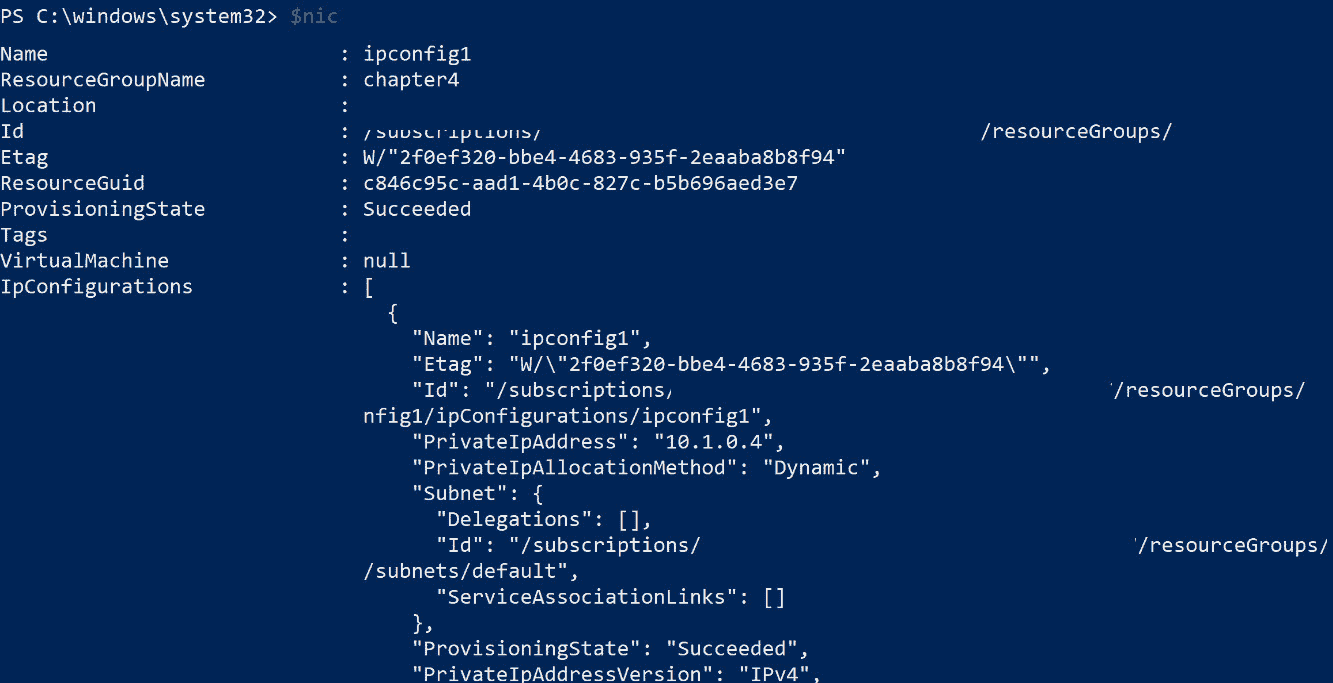 PS C:\windows\system32> $nic
Name : ipconfig1
ResourceGroupName : chapter4
Location :
Id : /subscriptions/ /resourceGroups/
Etag : W/"2f0ef320-bbe4-4683-935f-2eaaba8b8f94"
ResourceGuid : c846c95c-aad1-4b0c-827c-b5b696aed3e7
ProvisioningState : Succeeded
Tags :
VirtualMachine : null
IpConfigurations : [
{
"Name": "ipconfig1",
"Etag": "W/\"2f0ef320-bbe4-4683-935f-2eaaba8b8f94\"",
"Id": "/subscriptions/ /resourceGroups/
nfig1/ipConfigurations/ipconfig1",
"PrivateIpAddress": "10.1.0.4",
"PrivateIpAllocationMethod": "Dynamic",
"Subnet": {
"Delegations": [],
"Id": "/subscriptions/ /resourceGroups/
/subnets/default",
"ServiceAssociationLinks": []
},
"ProvisioningState": "Succeeded",
"PrivateIpAddressVersion": "IPv4",